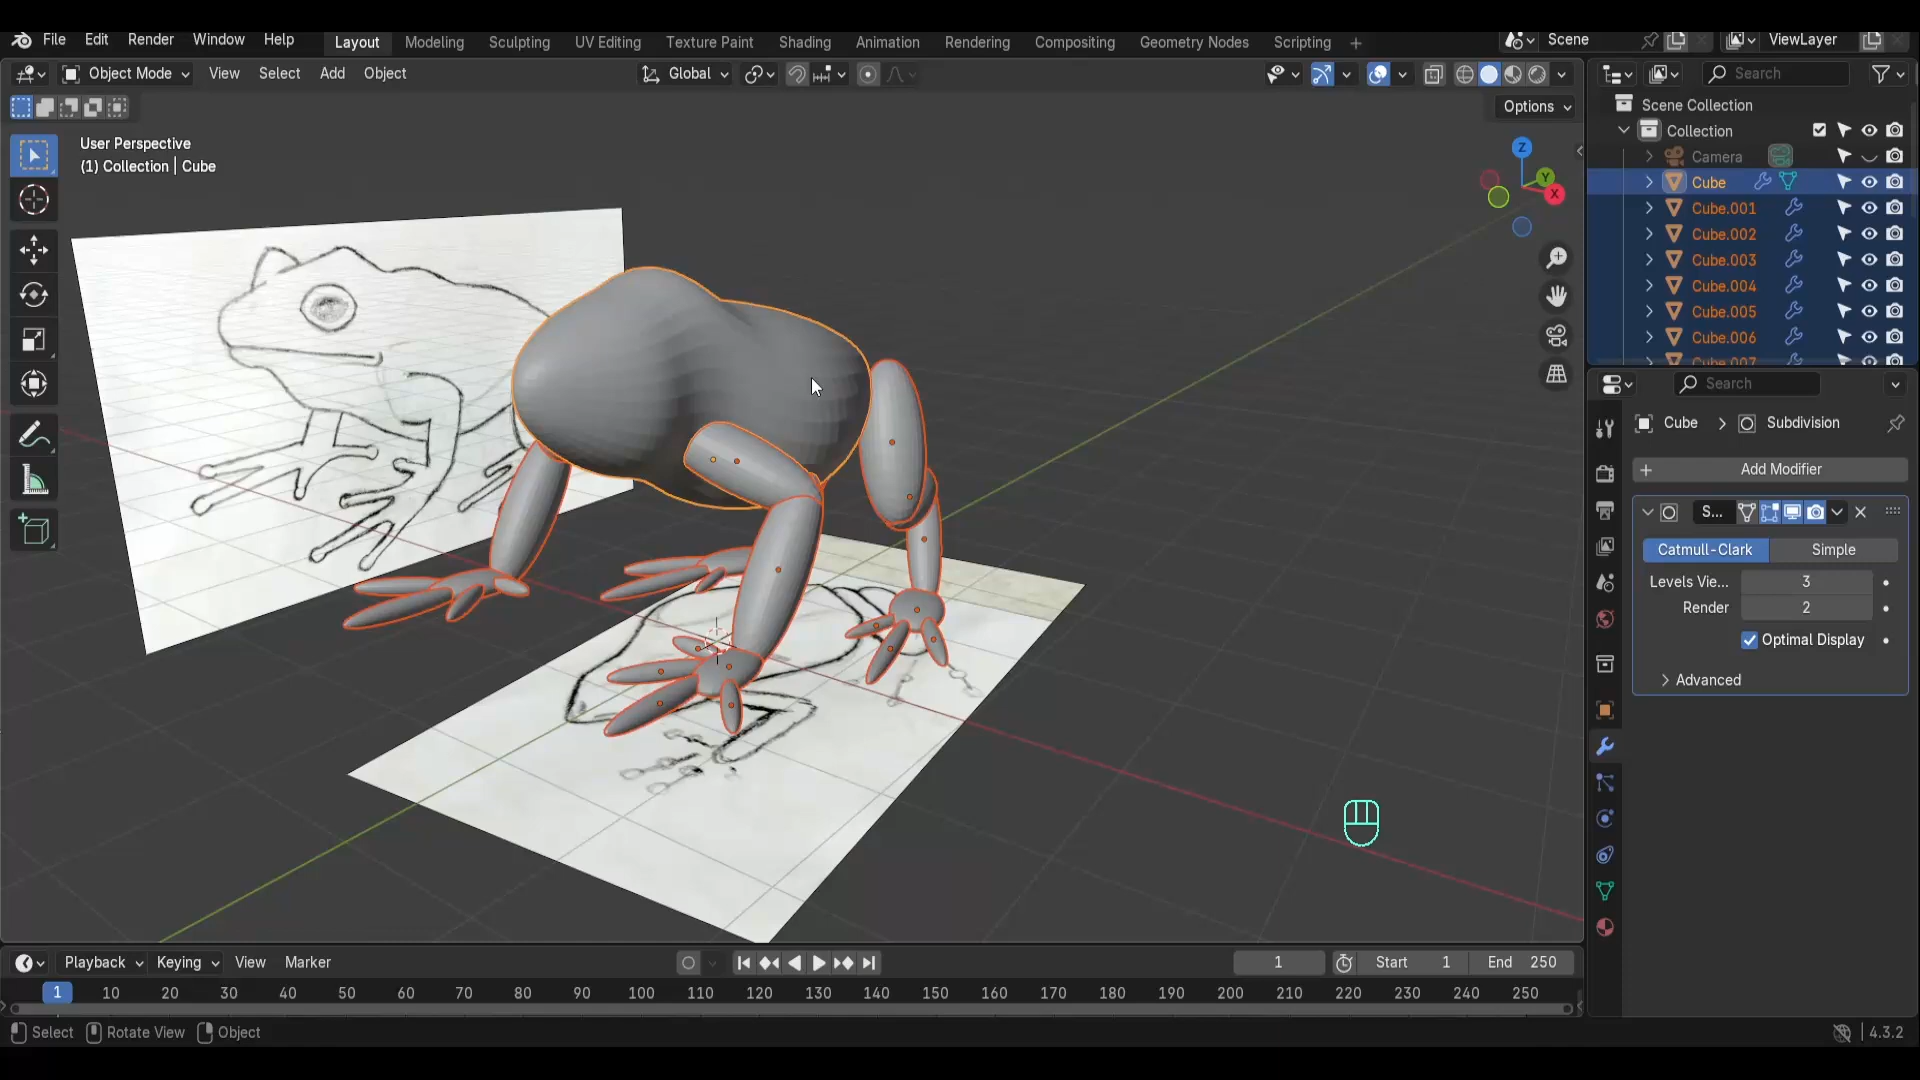 File Edit Render Window Help Layout Modeling Sculpting UV Editing Texture Paint Shading Animation Rendering Compositing Geometry Nodes Scripting + Scene ViewLayer
Object Mode View Select Add Object Global Search
Options
User Perspective
(1) Collection | Cube
Z
Y
X
Scene Collection
Collection
Camera
Cube
Cube.001
Cube.002
Cube.003
Cube.004
Cube.005
Cube.006
Cube.007
Search
Cube > Subdivision
+ Add Modifier
S...
Catmull-Clark Simple
Levels Vie... 3
Render 2
Optimal Display
Advanced
Playback Keying View Marker 1 Start 1 End 250
1 10 20 30 40 50 60 70 80 90 100 110 120 130 140 150 160 170 180 190 200 210 220 230 240 250
Select Rotate View Object 4.3.2